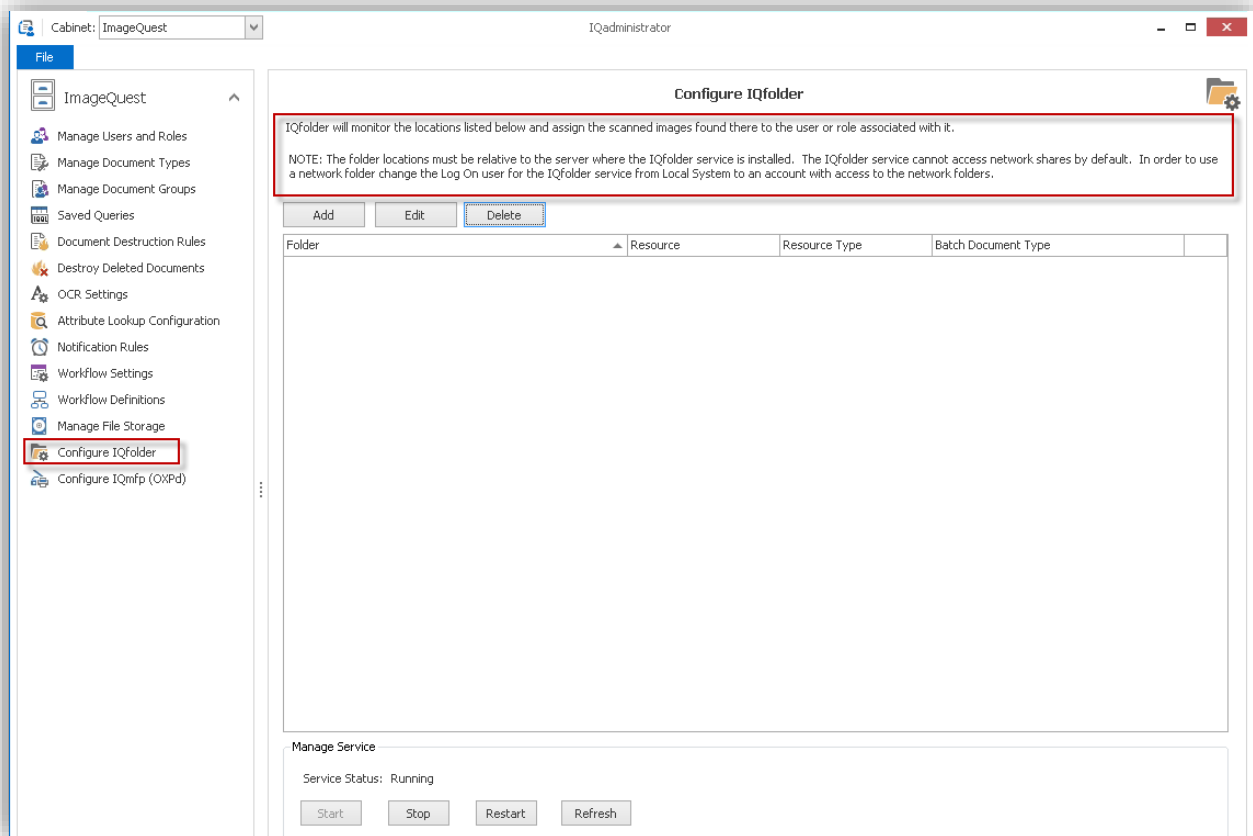 Cabinet: ImageQuest
IQadministrator
File
ImageQuest
Manage Users and Roles
Manage Document Types
Manage Document Groups
Saved Queries
Document Destruction Rules
Destroy Deleted Documents
OCR Settings
Attribute Lookup Configuration
Notification Rules
Workflow Settings
Workflow Definitions
Manage File Storage
Configure IQfolder
Configure IQmfp (OXPd)
Configure IQfolder
IQfolder will monitor the locations listed below and assign the scanned images found there to the user or role associated with it.
NOTE: The folder locations must be relative to the server where the IQfolder service is installed. The IQfolder service cannot access network shares by default. In order to use
a network folder change the Log On user for the IQfolder service from Local System to an account with access to the network folders.
Add Edit Delete
Folder Resource Resource Type Batch Document Type
Manage Service
Service Status: Running
Start Stop Restart Refresh